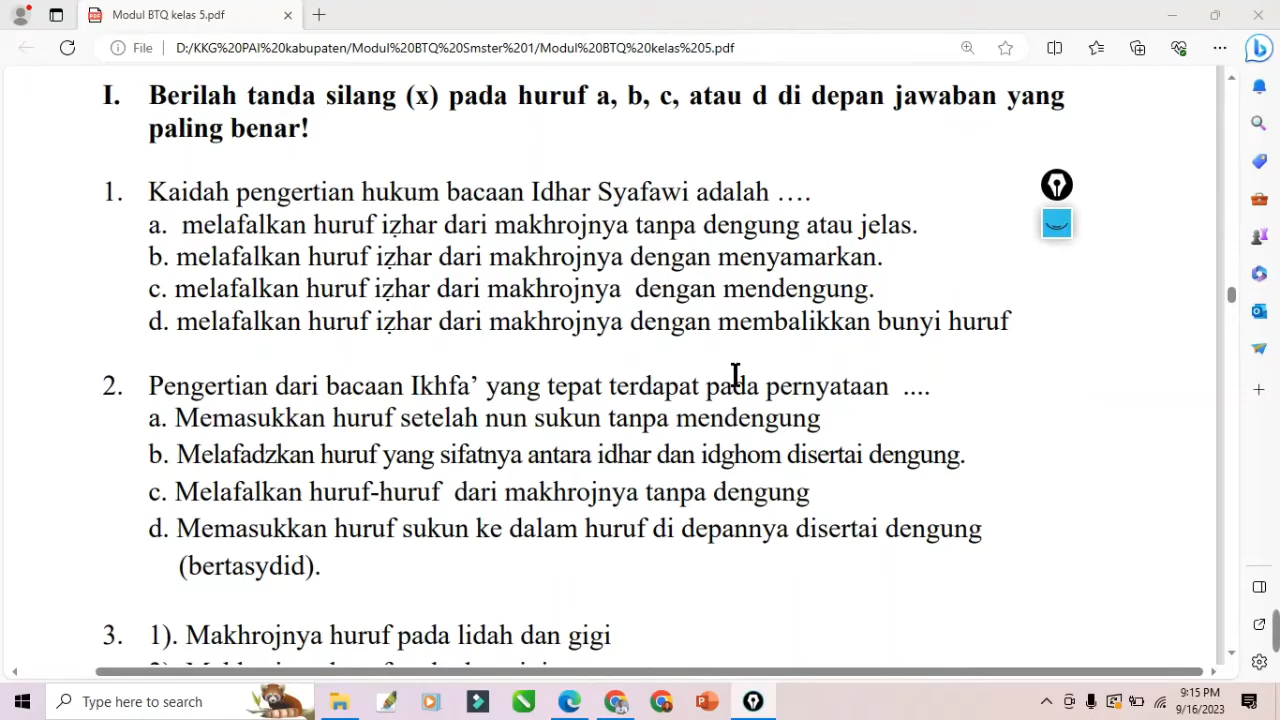 Modul BTQ kelas 5.pdf
File
D:/KKG%20PAI%20kabupaten/Modul%20BTQ%20Smster%201/Modul%20BTQ%20kelas%205.pdf
I. Berilah tanda silang (x) pada huruf a, b, c, atau d di depan jawaban yang
paling benar!
1. Kaidah pengertian hukum bacaan Idhar Syafawi adalah ….
a. melafalkan huruf iẓhar dari makhrojnya tanpa dengung atau jelas.
b. melafalkan huruf iẓhar dari makhrojnya dengan menyamarkan.
c. melafalkan huruf iẓhar dari makhrojnya dengan mendengung.
d. melafalkan huruf iẓhar dari makhrojnya dengan membalikkan bunyi huruf
2. Pengertian dari bacaan Ikhfa’ yang tepat terdapat pada pernyataan ....
a. Memasukkan huruf setelah nun sukun tanpa mendengung
b. Melafadzkan huruf yang sifatnya antara idhar dan idghom disertai dengung.
c. Melafalkan huruf-huruf dari makhrojnya tanpa dengung
d. Memasukkan huruf sukun ke dalam huruf di depannya disertai dengung
(bertasydid).
3. 1). Makhrojnya huruf pada lidah dan gigi
Type here to search
9:15 PM
9/16/2023